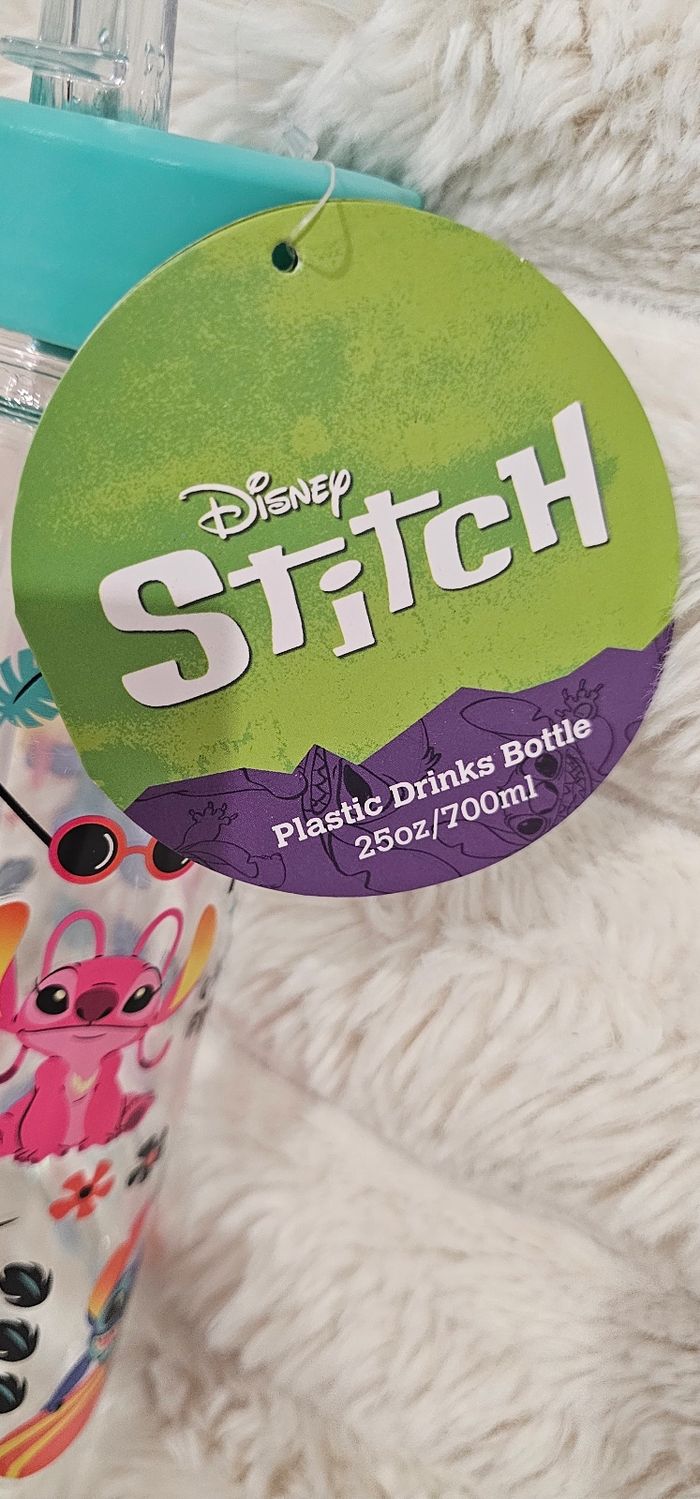 Disney
Stitch
Plastic Drinks Bottle
25oz/700ml